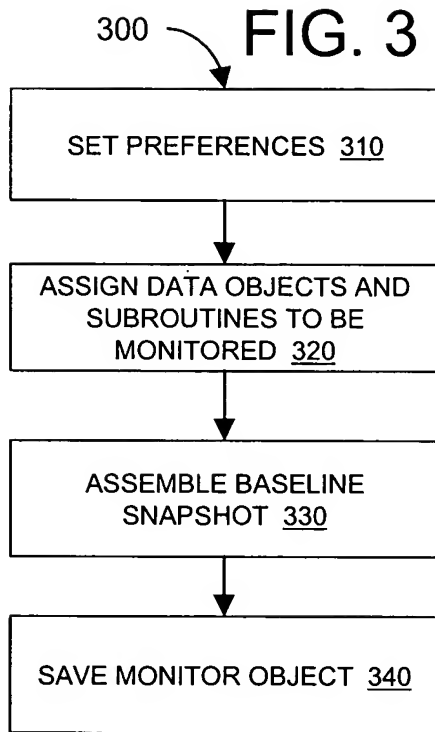 300
FIG. 3
SET PREFERENCES 310
ASSIGN DATA OBJECTS AND
SUBROUTINES TO BE
MONITORED 320
ASSEMBLE BASELINE
SNAPSHOT 330
SAVE MONITOR OBJECT 340